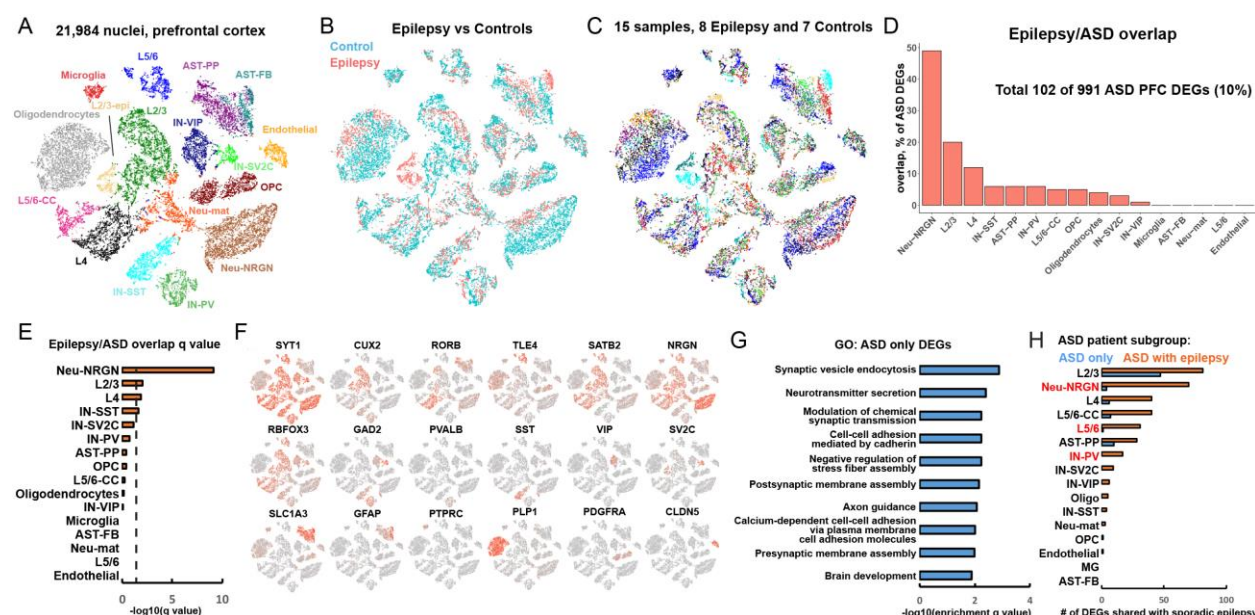 A
21,984 nuclei, prefrontal cortex
L5/6
AST-PP
AST-FB
Microglia
L2/3-epi
L2/3
Oligodendrocytes
IN-VIP
Endothelial
IN-SV2C
OPC
L5/6-CC
Neu-mat
L4
Neu-NRGN
IN-SST
IN-PV
B
Epilepsy vs Controls
Control
Epilepsy
C
15 samples, 8 Epilepsy and 7 Controls
D
Epilepsy/ASD overlap
Total 102 of 991 ASD PFC DEGs (10%)
overlap, % of ASD DEGs
50
40
30
20
10
0
Neu-NRGN
L2/3
L4
IN-SST
AST-PP
IN-PV
L5/6-CC
OPC
Oligodendrocytes
IN-SV2C
IN-VIP
Microglia
AST-FB
Neu-mat
L5/6
Endothelial
E
Epilepsy/ASD overlap q value
Neu-NRGN
L2/3
L4
IN-SST
IN-SV2C
IN-PV
AST-PP
OPC
L5/6-CC
Oligodendrocytes
IN-VIP
Microglia
AST-FB
Neu-mat
L5/6
Endothelial
0 5 10
-log10(q value)
F
SYT1 CUX2 RORB TLE4 SATB2 NRGN
RBFOX3 GAD2 PVALB SST VIP SV2C
SLC1A3 GFAP PTPRC PLP1 PDGFRA CLDN5
G
GO: ASD only DEGs
Synaptic vesicle endocytosis
Neurotransmitter secretion
Modulation of chemical
synaptic transmission
Cell-cell adhesion
mediated by cadherin
Negative regulation of
stress fiber assembly
Postsynaptic membrane assembly
Axon guidance
Calcium-dependent cell-cell adhesion
via plasma membrane
cell adhesion molecules
Presynaptic membrane assembly
Brain development
0 2 4
-log10(enrichment q value)
H
ASD patient subgroup:
ASD only ASD with epilepsy
L2/3
Neu-NRGN
L4
L5/6-CC
L5/6
AST-PP
IN-PV
IN-SV2C
IN-VIP
Oligo
IN-SST
Neu-mat
OPC
Endothelial
MG
AST-FB
0 50 100
# of DEGs shared with sporadic epilepsy